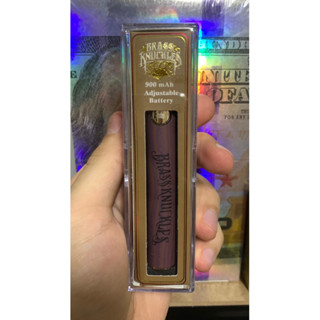 BRASS
KNUCKLES
900 mAh
Adjustable
Battery
BRASS KNUCKLES